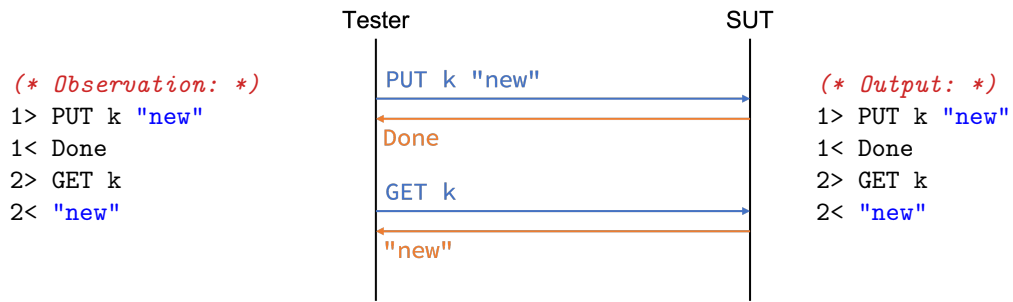 Tester
SUT
(* Observation: *)
1> PUT k "new"
1< Done
2> GET k
2< "new"
PUT k "new"
Done
GET k
"new"
(* Output: *)
1> PUT k "new"
1< Done
2> GET k
2< "new"